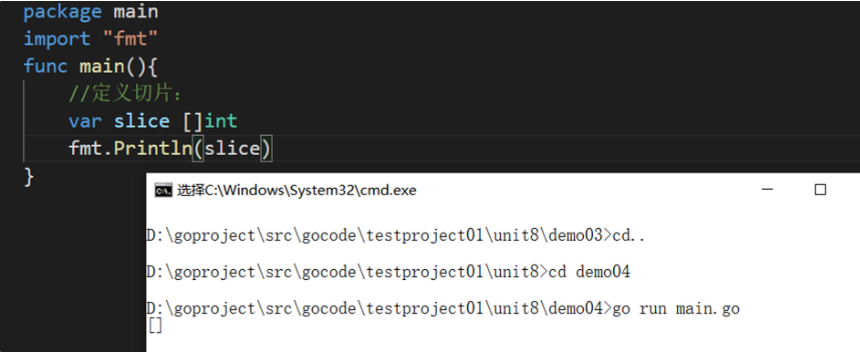 package main
import "fmt"
func main(){
//定义切片：
var slice []int
fmt.Println(slice)
}
选择C:\Windows\System32\cmd.exe
D:\goproject\src\gocode\testproject01\unit8\demo03>cd..
D:\goproject\src\gocode\testproject01\unit8>cd demo04
D:\goproject\src\gocode\testproject01\unit8\demo04>go run main.go
[]